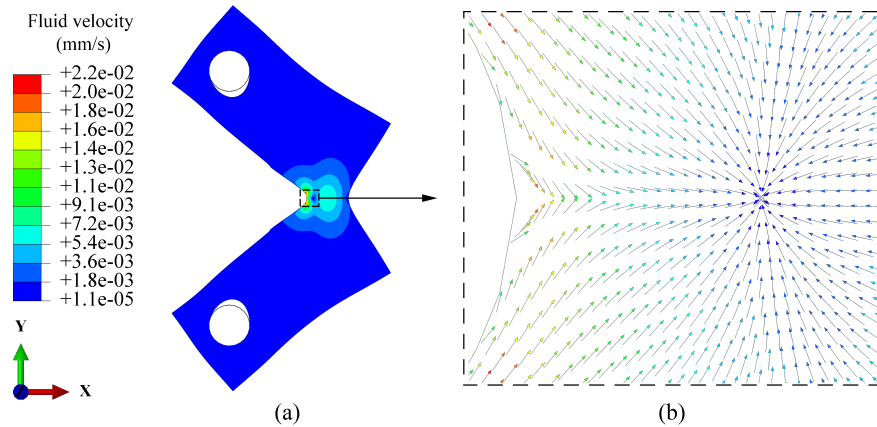 Fluid velocity
(mm/s)
+2.2e-02
+2.0e-02
+1.8e-02
+1.6e-02
+1.4e-02
+1.3e-02
+1.1e-02
+9.1e-03
+7.2e-03
+5.4e-03
+3.6e-03
+1.8e-03
+1.1e-05
Y
Z
X
(a)
(b)